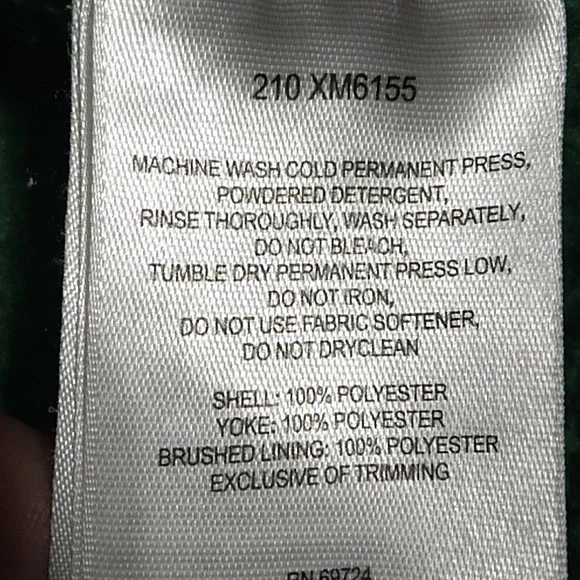 210 XM6155
MACHINE WASH COLD PERMANENT PRESS,
POWDERED DETERGENT,
RINSE THOROUGHLY, WASH SEPARATELY,
DO NOT BLEACH,
TUMBLE DRY PERMANENT PRESS LOW,
DO NOT IRON,
DO NOT USE FABRIC SOFTENER,
DO NOT DRYCLEAN
SHELL: 100% POLYESTER
YOKE: 100% POLYESTER
BRUSHED LINING: 100% POLYESTER
EXCLUSIVE OF TRIMMING
RN 69724